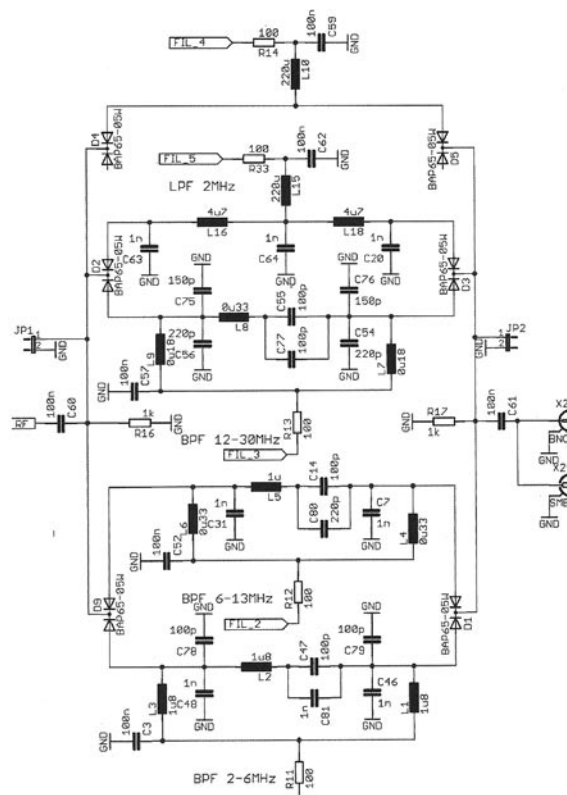 100n
C59
FIL_4
100
R14
GND
220u
L10
D4
BAP65-05W
D5
BAP65-05W
FIL_5
100
R33
100n
C62
GND
LPF 2MHz
220u
L15
4u7
L16
4u7
L18
D2
BAP65-05W
1n
C63
GND
1n
C64
GND
1n
C20
GND
D3
BAP65-05W
GND
150p
C75
GND
C76
150p
0u33
L8
C55
100p
C77
100p
220p
C56
GND
C54
220p
GND
L9
0u18
L7
0u18
JP1
1
2
GND
JP2
1
2
GND
100n
C57
GND
RF
100n
C60
1k
R16
GND
R13
100
GND
R17
1k
100n
C61
X2
BNC
GND
X2
SMB
GND
BPF 12-30MHz
FIL_3
1u
L5
C14
100p
C80
220p
L6
0u33
1n
C31
GND
C7
1n
GND
L4
0u33
100n
C52
GND
D9
BAP65-05W
D1
BAP65-05W
BPF 6-13MHz
R12
100
FIL_2
GND
100p
C78
GND
100p
C79
1u8
L2
C47
100p
1n
C81
1n
C48
GND
C46
1n
GND
L3
1u8
L1
1u8
100n
C3
GND
BPF 2-6MHz
R11
100